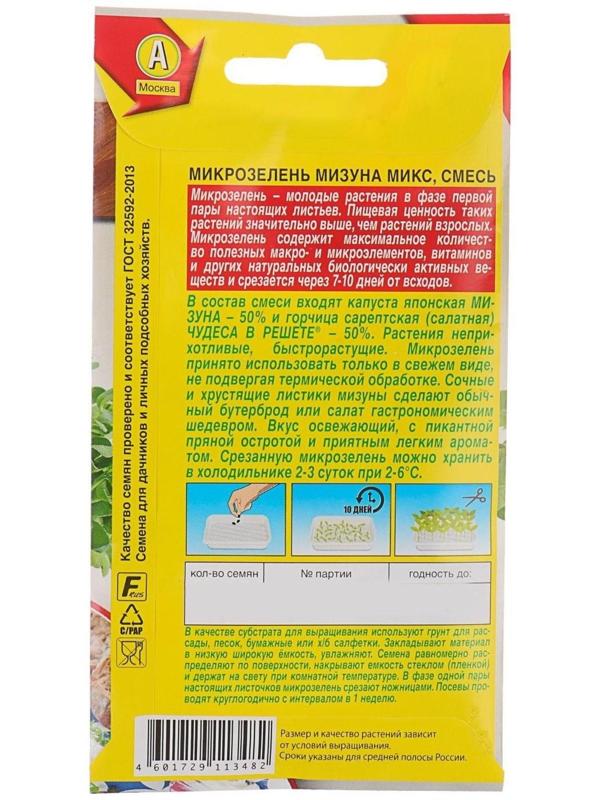 А
Москва
МИКРОЗЕЛЕНЬ МИЗУНА МИКС, СМЕСЬ
Микрозелень – молодые растения в фазе первой
пары настоящих листьев. Пищевая ценность таких
растений значительно выше, чем растений взрослых.
Микрозелень содержит максимальное количест-
во полезных макро- и микроэлементов, витаминов
и других натуральных биологически активных ве-
ществ и срезается через 7-10 дней от всходов.
В состав смеси входят капуста японская МИ-
ЗУНА – 50% и горчица сарептская (салатная)
ЧУДЕСА В РЕШЕТЕ® – 50%. Растения непри-
хотливые, быстрорастущие. Микрозелень
принято использовать только в свежем виде,
не подвергая термической обработке. Сочные
и хрустящие листики мизуны сделают обыч-
ный бутерброд или салат гастрономическим
шедевром. Вкус освежающий, с пикантной
пряной остротой и приятным легким арома-
том. Срезанную микрозелень можно хранить
в холодильнике 2-3 суток при 2-6°С.
10 ДНЕЙ
кол-во семян
№ партии
годность до:
В качестве субстрата для выращивания используют грунт для рас-
сады, песок, бумажные или х/б салфетки. Закладывают материал
в низкую широкую ёмкость, увлажняют. Семена равномерно рас-
пределяют по поверхности, накрывают емкость стеклом (пленкой)
и держат на свету при комнатной температуре. В фазе одной пары
настоящих листочков микрозелень срезают ножницами. Посевы про-
водят круглогодично с интервалом в 1 неделю.
Размер и качество растений зависит
от условий выращивания.
Сроки указаны для средней полосы России.
4 601729 113482
Качество семян проверено и соответствует ГОСТ 32592-2013
Семена для дачников и личных подсобных хозяйств.
F Rus
C/PAP